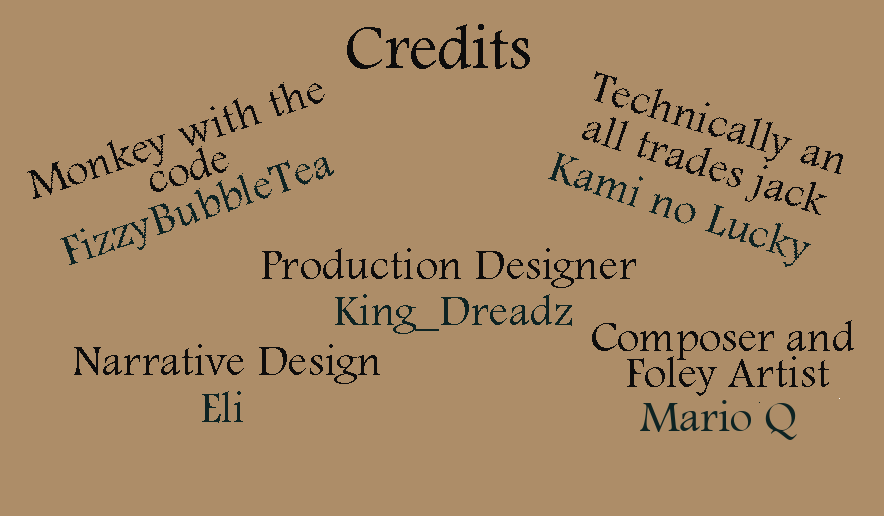 Credits
Monkey with the
code
FizzyBubbleTea
Technically an
all trades jack
Kami no Lucky
Production Designer
King_Dreadz
Narrative Design
Eli
Composer and
Foley Artist
Mario Q